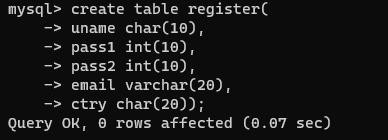 mysql> create table register(
    -> uname char(10),
    -> pass1 int(10),
    -> pass2 int(10),
    -> email varchar(20),
    -> ctry char(20));
Query OK, 0 rows affected (0.07 sec)